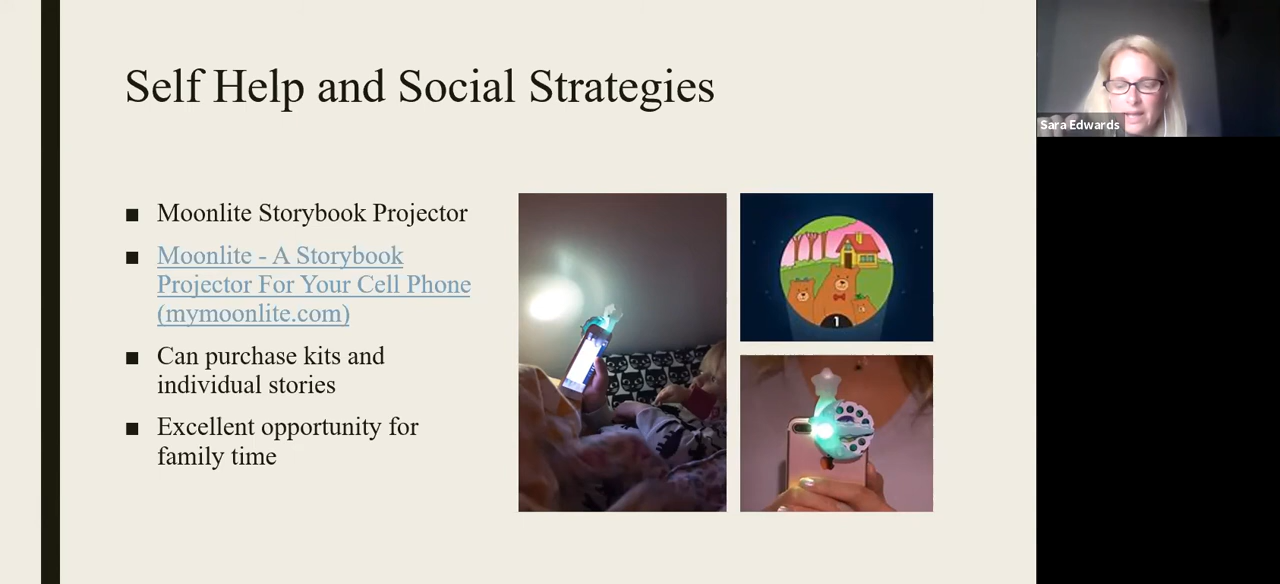 Self Help and Social Strategies
Sara Edwards
■ Moonlite Storybook Projector
■ Moonlite - A Storybook
Projector For Your Cell Phone
(mymoonlite.com)
■ Can purchase kits and
individual stories
■ Excellent opportunity for
family time
1